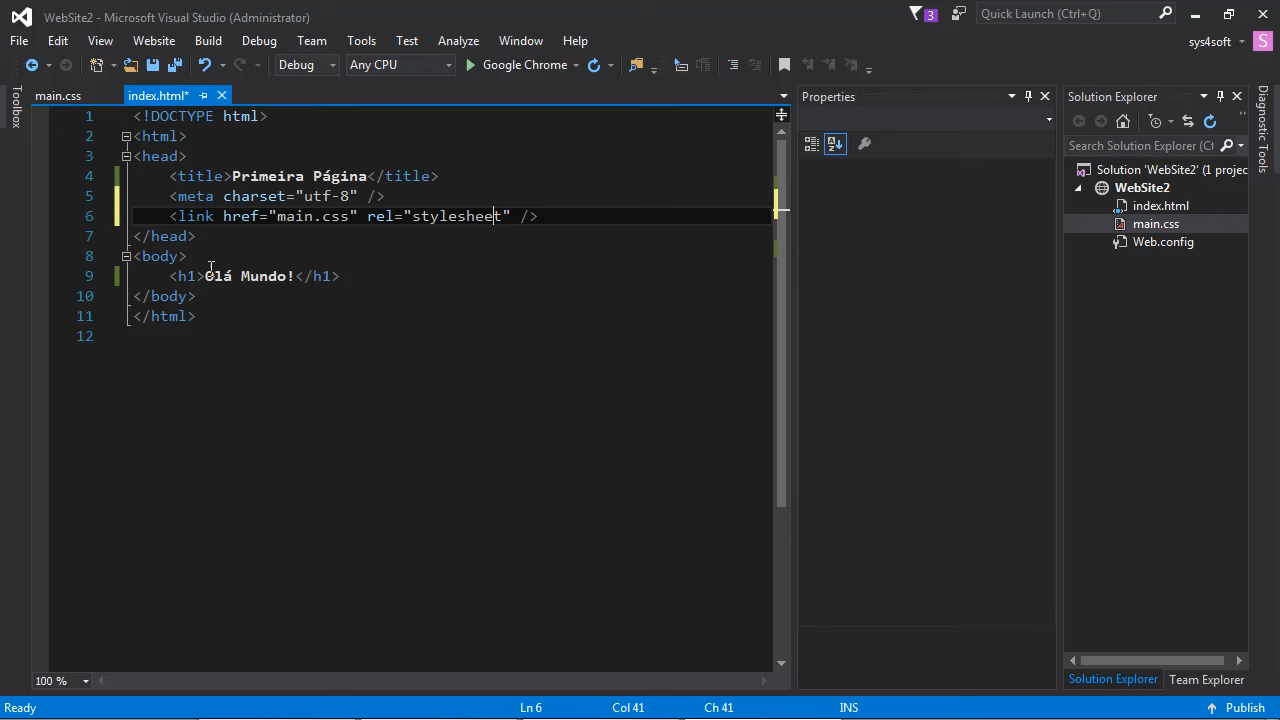 WebSite2 - Microsoft Visual Studio (Administrator)
3
Quick Launch (Ctrl+Q)
File Edit View Website Build Debug Team Tools Test Analyze Window Help
sys4soft
S
Debug
Any CPU
Google Chrome
Toolbox
main.css
index.html*
1 <!DOCTYPE html>
2 <html>
3 <head>
4 <title>Primeira Página</title>
5 <meta charset="utf-8" />
6 <link href="main.css" rel="stylesheet" />
7 </head>
8 <body>
9 <h1>Olá Mundo!</h1>
10 </body>
11 </html>
12
100 %
Properties
Solution Explorer
Search Solution Explorer (Ct
Solution 'WebSite2' (1 projec
WebSite2
index.html
main.css
Web.config
Solution Explorer
Team Explorer
Diagnostic Tools
Ready
Ln 6
Col 41
Ch 41
INS
Publish